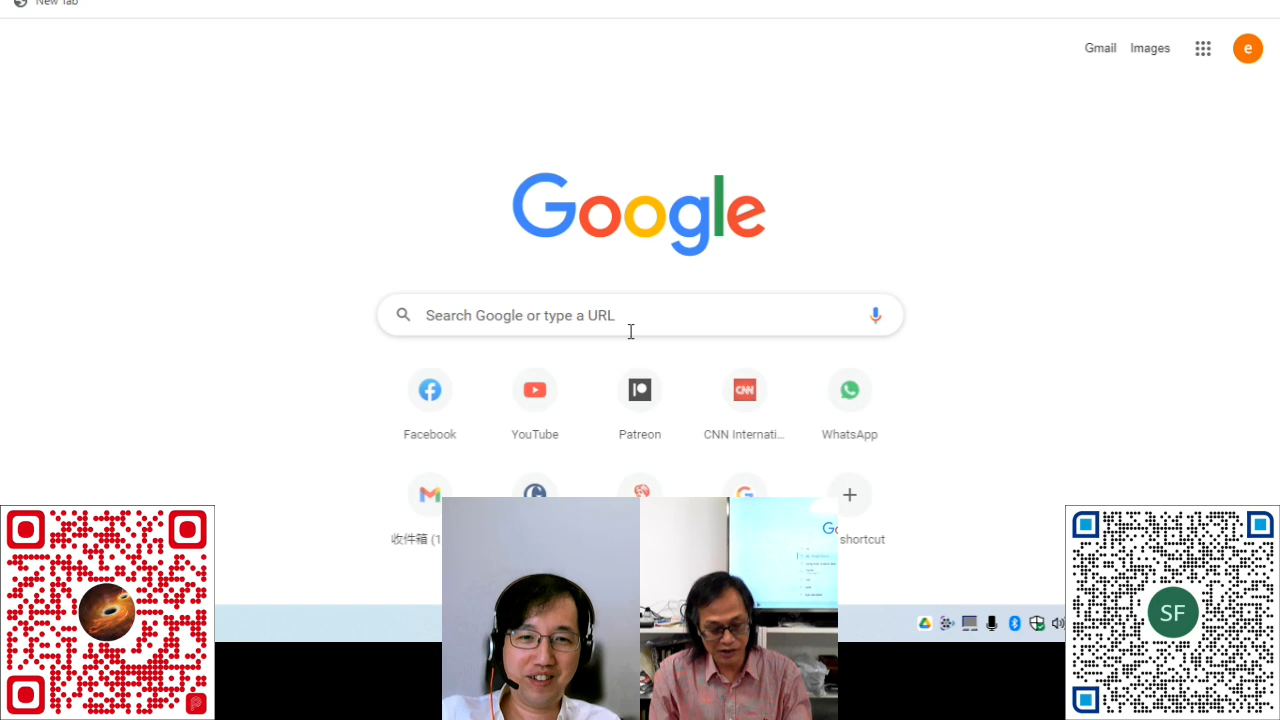 New Tab
Gmail Images
e
Google
Search Google or type a URL
Facebook YouTube Patreon CNN Internati... WhatsApp
收件箱 (1
shortcut
SF